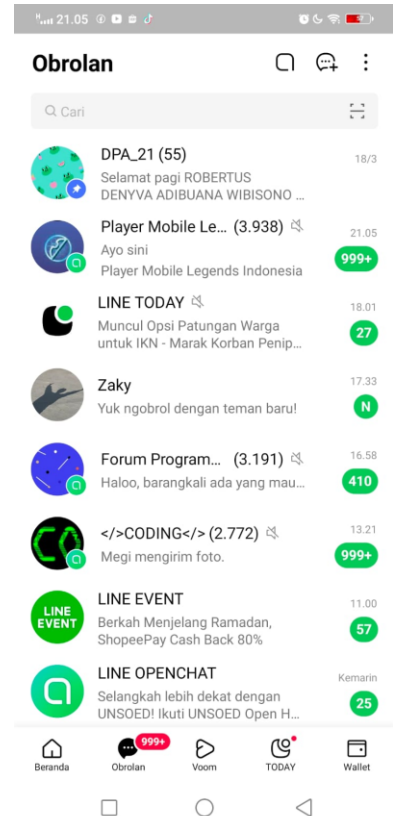 21.05
Obrolan
Cari
DPA_21 (55)
18/3
Selamat pagi ROBERTUS
DENYVA ADIBUANA WIBISONO ...
Player Mobile Le... (3.938)
21.05
Ayo sini
999+
Player Mobile Legends Indonesia
LINE TODAY
18.01
Muncul Opsi Patungan Warga
27
untuk IKN - Marak Korban Penip...
Zaky
17.33
Yuk ngobrol dengan teman baru!
N
Forum Program... (3.191)
16.58
Haloo, barangkali ada yang mau...
410
</>CODING</> (2.772)
13.21
Megi mengirim foto.
999+
LINE EVENT
LINE EVENT
11.00
Berkah Menjelang Ramadan,
57
ShopeePay Cash Back 80%
LINE OPENCHAT
Kemarin
Selangkah lebih dekat dengan
25
UNSOED! Ikuti UNSOED Open H...
999+
Beranda
Obrolan
Voom
TODAY
Wallet